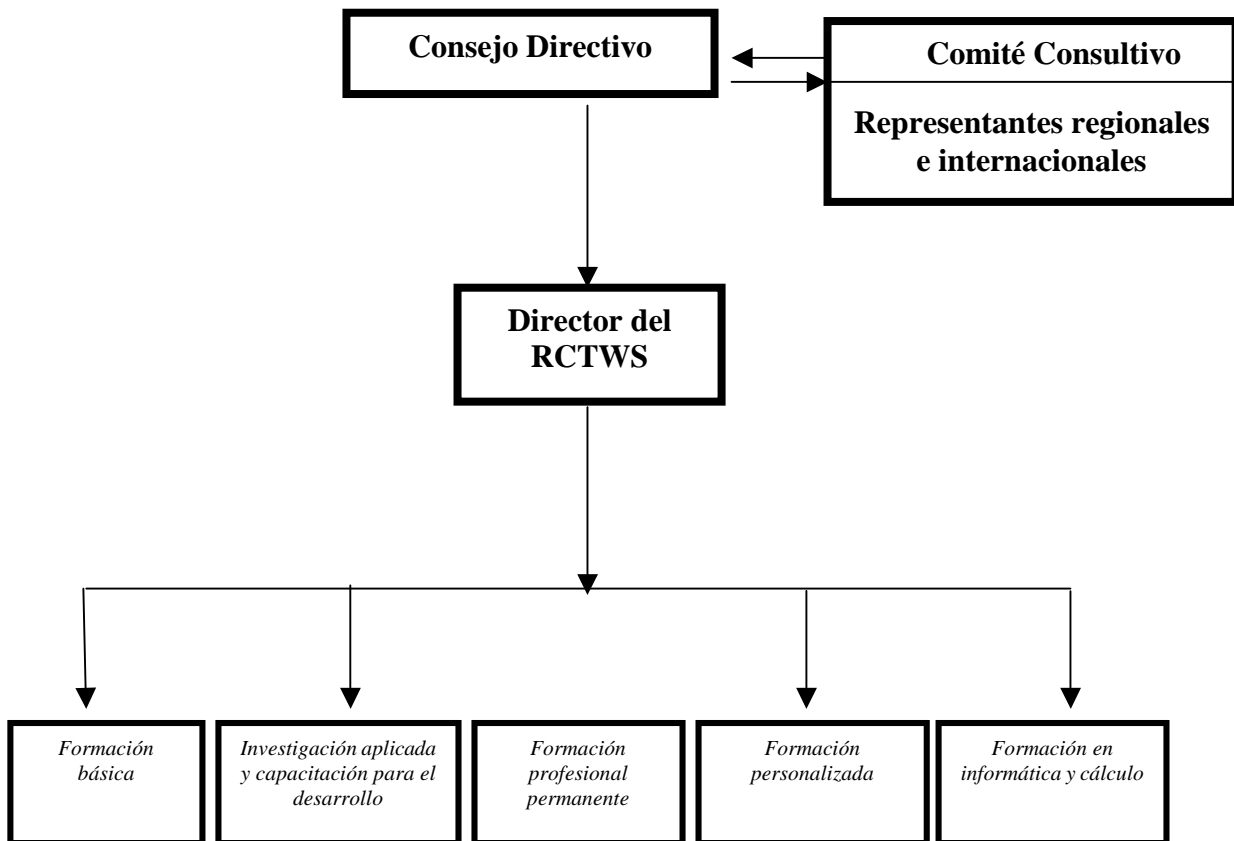 Consejo Directivo
Comité Consultivo
Representantes regionales
e internacionales
Director del
RCTWS
Formación
básica
Investigación aplicada
y capacitación para el
desarrollo
Formación
profesional
permanente
Formación
personalizada
Formación en
informática y cálculo